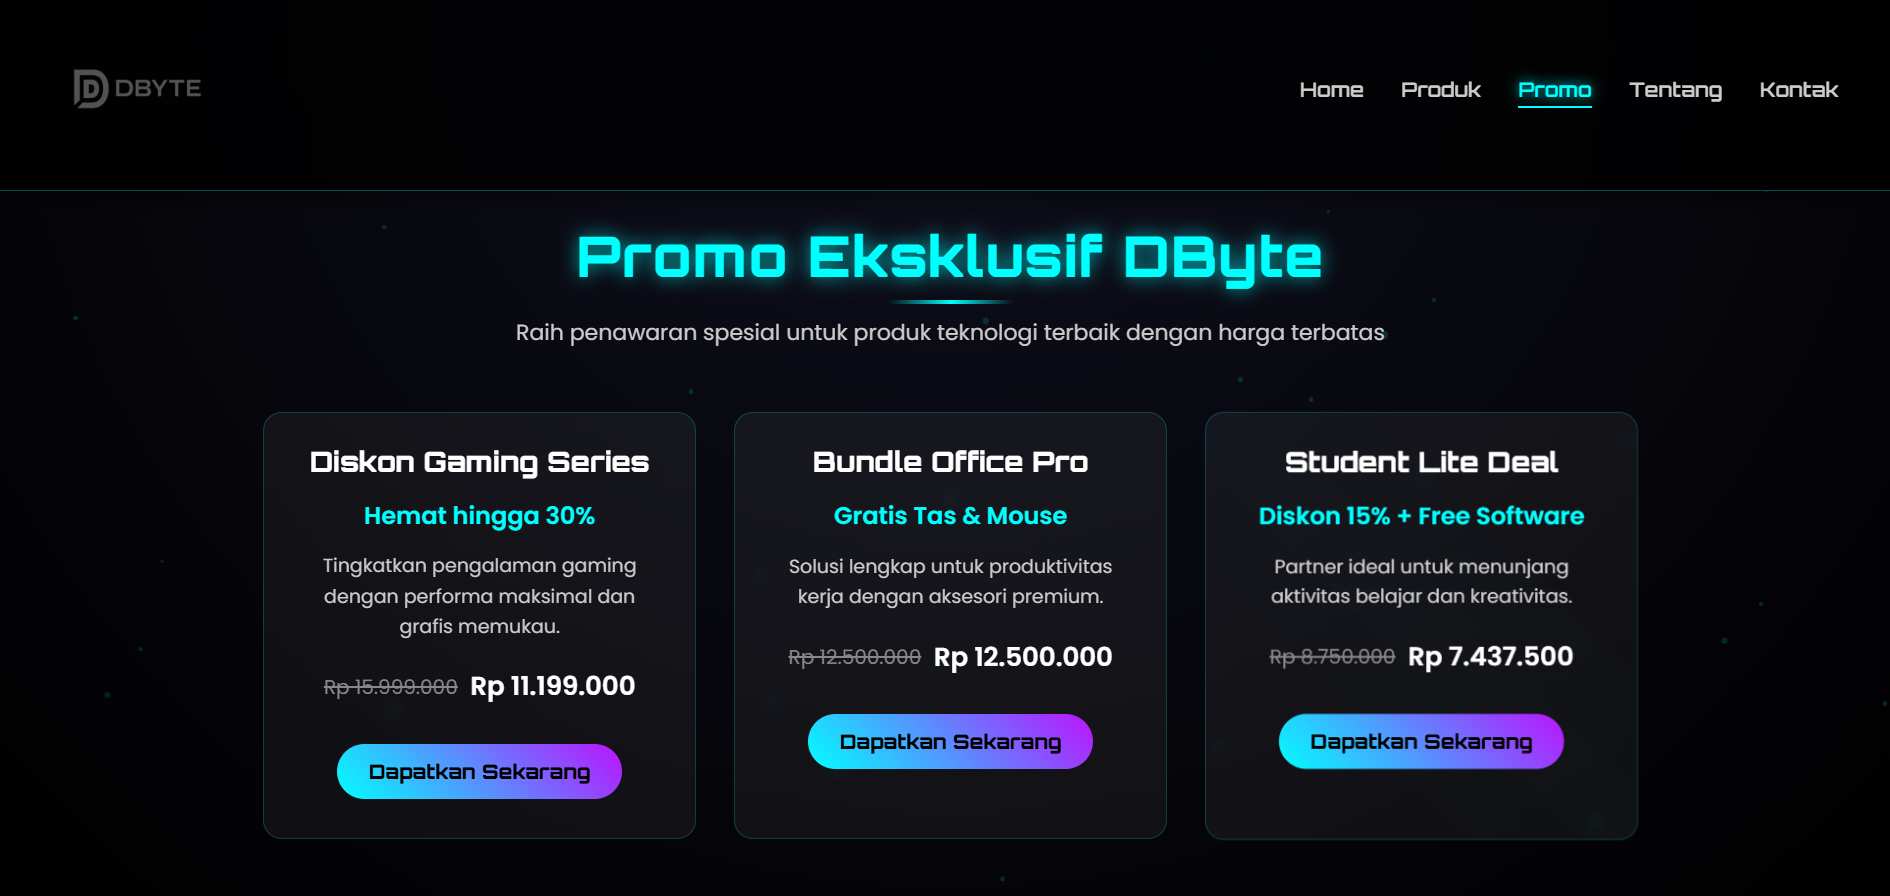 DBYTE
Home Produk Promo Tentang Kontak
Promo Eksklusif DByte
Raih penawaran spesial untuk produk teknologi terbaik dengan harga terbatas
Diskon Gaming Series
Hemat hingga 30%
Tingkatkan pengalaman gaming
dengan performa maksimal dan
grafis memukau.
Rp 15.999.000 Rp 11.199.000
Dapatkan Sekarang
Bundle Office Pro
Gratis Tas & Mouse
Solusi lengkap untuk produktivitas
kerja dengan aksesori premium.
Rp 12.500.000 Rp 12.500.000
Dapatkan Sekarang
Student Lite Deal
Diskon 15% + Free Software
Partner ideal untuk menunjang
aktivitas belajar dan kreativitas.
Rp 8.750.000 Rp 7.437.500
Dapatkan Sekarang